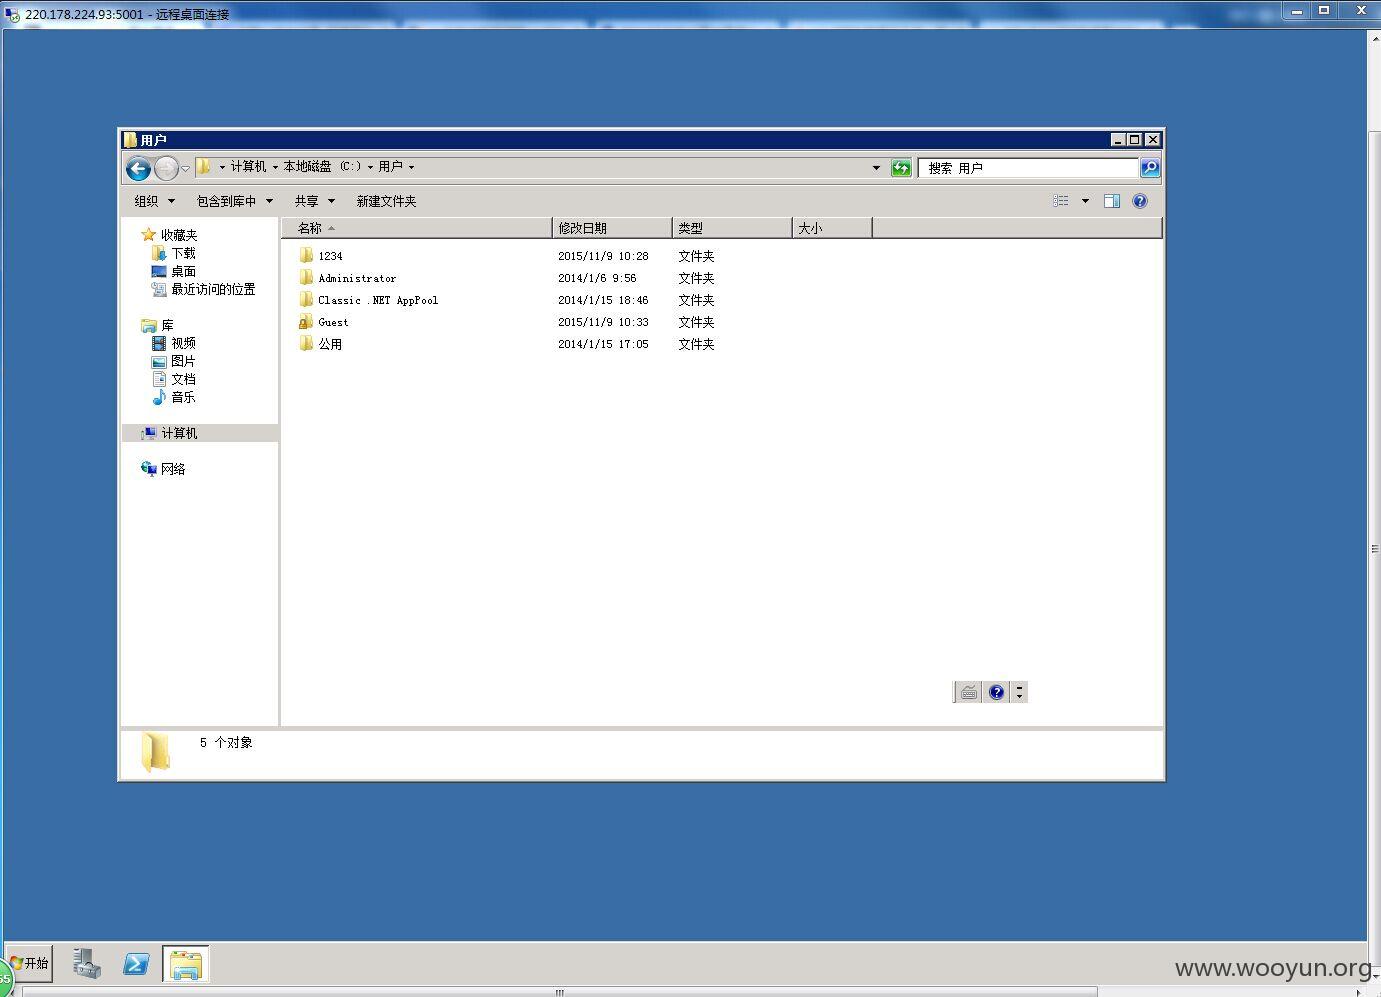 220.178.224.93:5001 - 远程桌面连接
用户
计算机 本地磁盘 (C:) 用户
搜索 用户
组织 包含到库中 共享 新建文件夹
名称 修改日期 类型 大小
收藏夹
下载
桌面
最近访问的位置
库
视频
图片
文档
音乐
计算机
网络
1234 2015/11/9 10:28 文件夹
Administrator 2014/1/6 9:56 文件夹
Classic .NET AppPool 2014/1/15 18:46 文件夹
Guest 2015/11/9 10:33 文件夹
公用 2014/1/15 17:05 文件夹
5 个对象
开始
www.wooyun.org